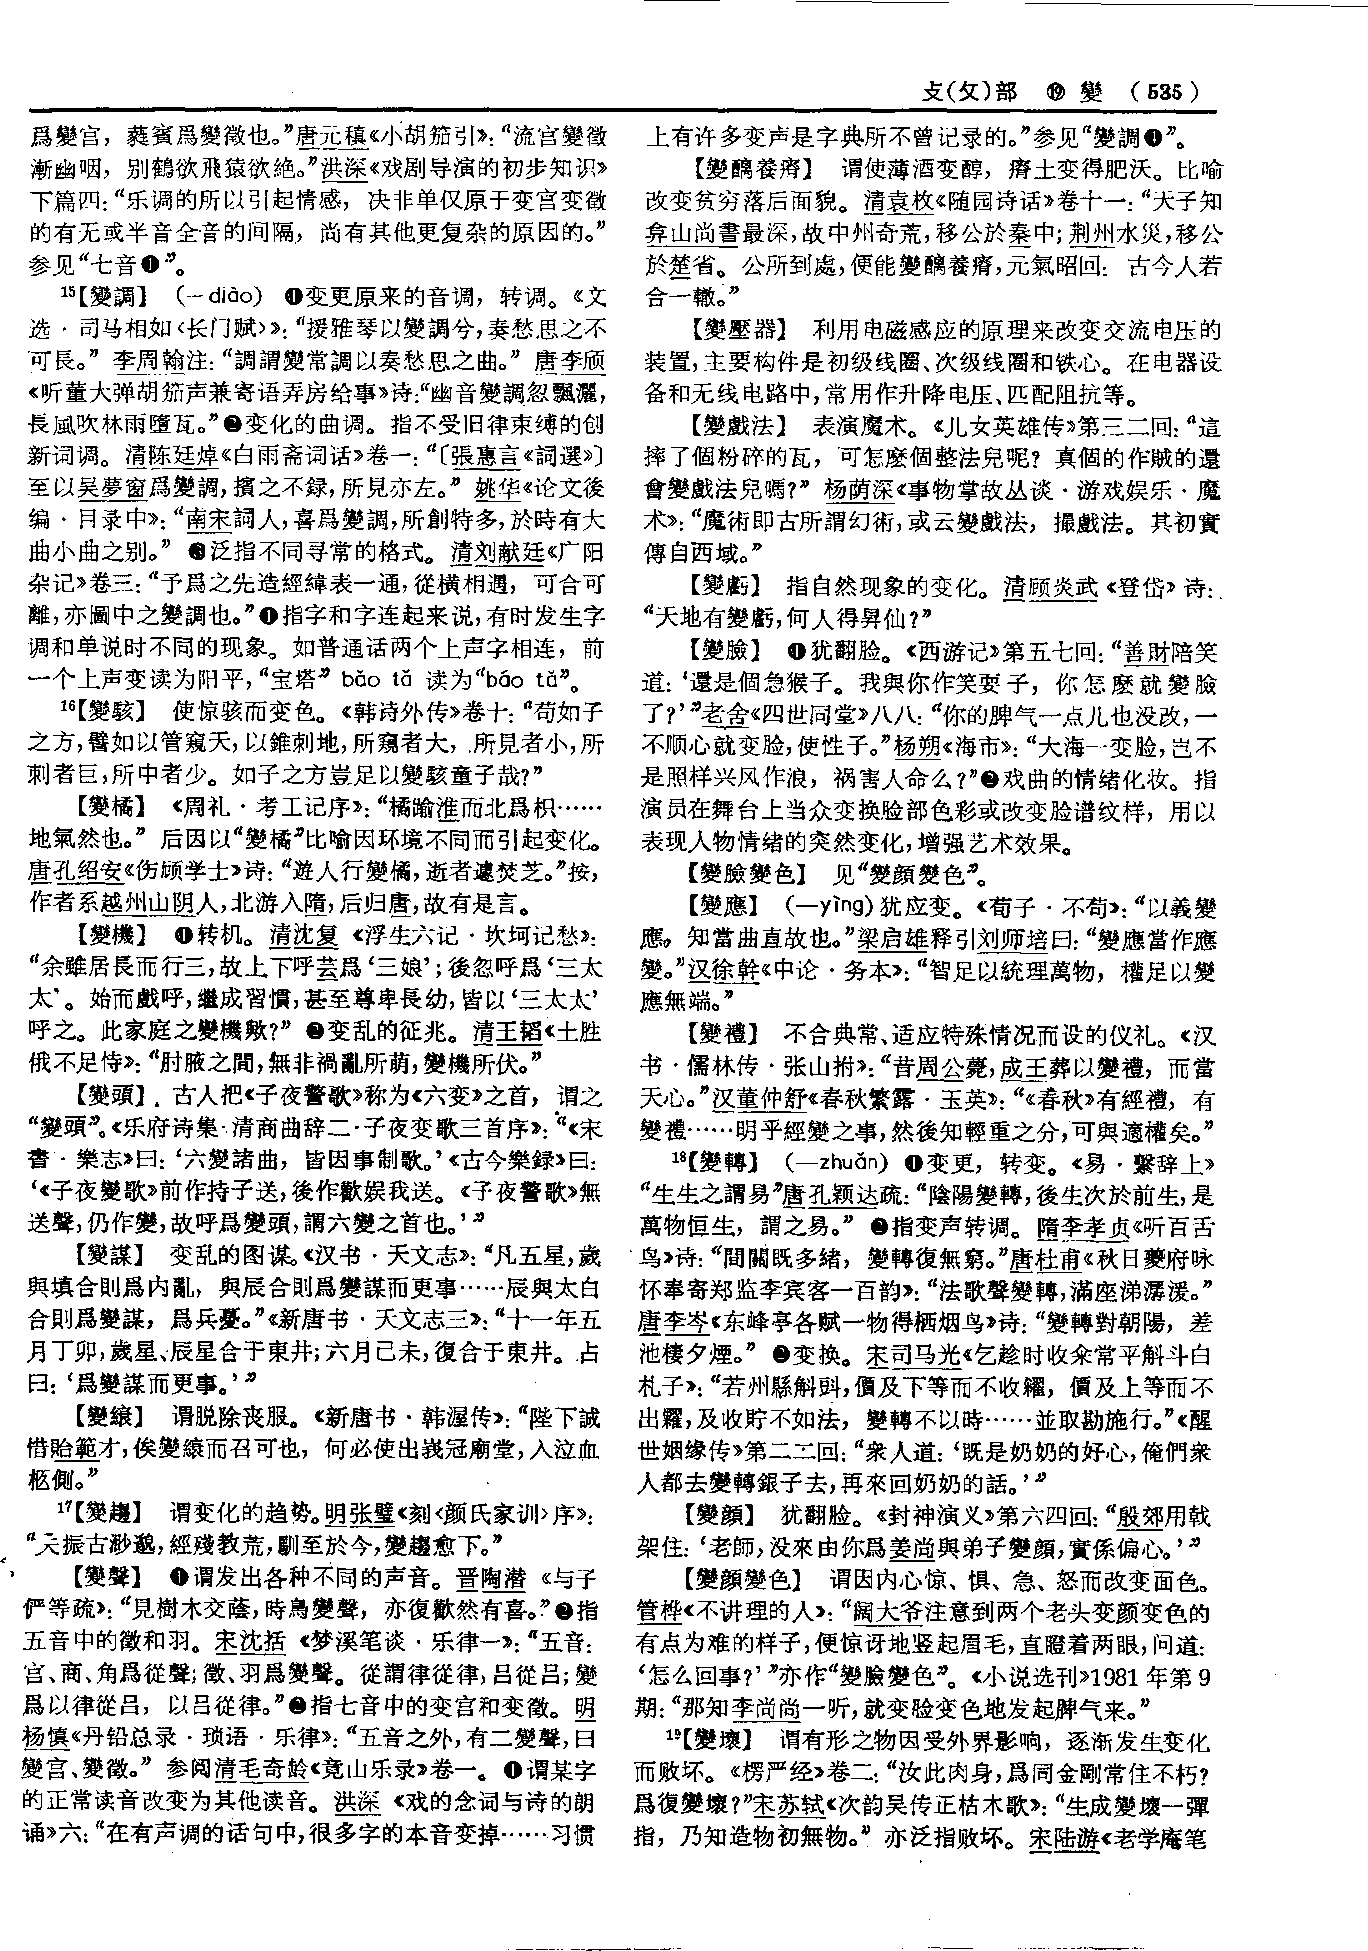 攴(攵)部 ⑲ 變 (535)
爲變宫，蕤賓爲變徵也。”唐元稹《小胡笳引》：“流宫變徵
漸幽咽，别鶴欲飛猿欲絶。”洪深《戏剧导演的初步知识》
下篇四：“乐调的所以引起情感，决非单仅原于变宫变徵
的有无或半音全音的间隔，尚有其他更复杂的原因的。”
参见“七音❶”。
15【變調】 (－diào) ❶变更原来的音调，转调。《文
选·司马相如〈长门赋〉》：“援雅琴以變調兮，奏愁思之不
可長。” 李周翰注：“調謂變常調以奏愁思之曲。” 唐李颀
《听董大弹胡笳声兼寄语弄房给事》诗：“幽音變調忽飄灑，
長風吹林雨墮瓦。”❷变化的曲调。指不受旧律束缚的创
新词调。清陈廷焯《白雨斋词话》卷一：“〔張惠言《詞選》〕
至以吴夢窗爲變調，擯之不録，所見亦左。” 姚华《论文後
编·目录中》：“南宋詞人，喜爲變調，所創特多，於時有大
曲小曲之别。” ❸泛指不同寻常的格式。清刘献廷《广阳
杂记》卷三：“予爲之先造經緯表一通，從橫相遇，可合可
離，亦圖中之變調也。”❹指字和字连起来说，有时发生字
调和单说时不同的现象。如普通话两个上声字相连，前
一个上声变读为阳平，“宝塔” bǎo tǎ 读为“báo tǎ”。
16【變駭】 使惊骇而变色。《韩诗外传》卷十：“苟如子
之方，譬如以管窺天，以錐刺地，所窺者大，所見者小，所
刺者巨，所中者少。如子之方豈足以變駭童子哉？”
【變橘】 《周礼·考工记序》：“橘踰淮而北爲枳……
地氣然也。” 后因以“變橘”比喻因环境不同而引起变化。
唐孔绍安《伤顾学士》诗：“遊人行變橘，逝者遽焚芝。”按，
作者系越州山阴人，北游入隋，后归唐，故有是言。
【變機】 ❶转机。清沈复《浮生六记·坎坷记愁》：
“余雖居長而行三，故上下呼芸爲‘三娘’；後忽呼爲‘三太
太’。始而戲呼，繼成習慣，甚至尊卑長幼，皆以‘三太太’
呼之。此家庭之變機歟？” ❷变乱的征兆。清王韬《土胜
俄不足恃》：“肘腋之間，無非禍亂所萌，變機所伏。”
【變頭】 古人把《子夜警歌》称为《六变》之首，谓之
“變頭”。《乐府诗集·清商曲辞二·子夜变歌三首序》：“《宋
書·樂志》曰：‘六變諸曲，皆因事制歌。’《古今樂録》曰：
‘《子夜變歌》前作持子送，後作歡娱我送。《子夜警歌》無
送聲，仍作變，故呼爲變頭，謂六變之首也。’”
【變謀】 变乱的图谋。《汉书·天文志》：“凡五星，歲
與填合則爲内亂，與辰合則爲變謀而更事……辰與太白
合則爲變謀，爲兵憂。”《新唐书·天文志三》：“十一年五
月丁卯，歲星、辰星合于東井；六月己未，復合于東井。占
曰：‘爲變謀而更事。’”
【變縗】 谓脱除丧服。《新唐书·韩偓传》：“陛下誠
惜貽範才，俟變縗而召可也，何必使出峩冠廟堂，入泣血
柩側。”
17【變趨】 谓变化的趋势。明张璧《刻〈颜氏家训〉序》：
“夫振古渺邈，經殘教荒，馴至於今，變趨愈下。”
【變聲】 ❶谓发出各种不同的声音。晋陶潜《与子
俨等疏》：“見樹木交蔭，時鳥變聲，亦復歡然有喜。”❷指
五音中的徵和羽。宋沈括《梦溪笔谈·乐律一》：“五音：
宫、商、角爲從聲；徵、羽爲變聲。從謂律從律，吕從吕；變
爲以律從吕，以吕從律。”❸指七音中的变宫和变徵。明
杨慎《丹铅总录·琐语·乐律》：“五音之外，有二變聲，曰
變宫、變徵。” 参阅清毛奇龄《竟山乐录》卷一。❹谓某字
的正常读音改变为其他读音。洪深《戏的念词与诗的朗
诵》六：“在有声调的话句中，很多字的本音变掉……习惯
上有许多变声是字典所不曾记录的。”参见“變調❶”。
【變醨養瘠】 谓使薄酒变醇，瘠土变得肥沃。比喻
改变贫穷落后面貌。清袁枚《随园诗话》卷十一：“天子知
弇山尚書最深，故中州奇荒，移公於秦中；荆州水災，移公
於楚省。公所到處，便能變醨養瘠，元氣昭回：古今人若
合一轍。”
【變壓器】 利用电磁感应的原理来改变交流电压的
装置，主要构件是初级线圈、次级线圈和铁心。在电器设
备和无线电路中，常用作升降电压、匹配阻抗等。
【變戲法】 表演魔术。《儿女英雄传》第三二回：“這
摔了個粉碎的瓦，可怎麽個整法兒呢？真個的作賊的還
會變戲法兒嗎？” 杨荫深《事物掌故丛谈·游戏娱乐·魔
术》：“魔術即古所謂幻術，或云變戲法，撮戲法。其初實
傳自西域。”
【變虧】 指自然现象的变化。清顾炎武《登岱》诗：
“天地有變虧，何人得昇仙？”
【變臉】 ❶犹翻脸。《西游记》第五七回：“善財陪笑
道：‘還是個急猴子。我與你作笑耍子，你怎麽就變臉
了？’”老舍《四世同堂》八八：“你的脾气一点儿也没改，一
不顺心就变脸，使性子。”杨朔《海市》：“大海一变脸，岂不
是照样兴风作浪，祸害人命么？”❷戏曲的情绪化妆。指
演员在舞台上当众变换脸部色彩或改变脸谱纹样，用以
表现人物情绪的突然变化，增强艺术效果。
【變臉變色】 见“變顔變色”。
【變應】 (—yìng)犹应变。《荀子·不苟》：“以義變
應，知當曲直故也。”梁启雄释引刘师培曰：“變應當作應
變。”汉徐幹《中论·务本》：“智足以統理萬物，權足以變
應無端。”
【變禮】 不合典常、适应特殊情况而设的仪礼。《汉
书·儒林传·张山拊》：“昔周公薨，成王葬以變禮，而當
天心。”汉董仲舒《春秋繁露·玉英》：“《春秋》有經禮，有
變禮……明乎經變之事，然後知輕重之分，可與適權矣。”
18【變轉】 (—zhuǎn) ❶变更，转变。《易·繫辞上》
“生生之謂易”唐孔颖达疏：“陰陽變轉，後生次於前生，是
萬物恒生，謂之易。” ❷指变声转调。隋李孝贞《听百舌
鸟》诗：“間關既多緒，變轉復無窮。”唐杜甫《秋日夔府咏
怀奉寄郑监李宾客一百韵》：“法歌聲變轉，滿座涕潺湲。”
唐李岑《东峰亭各赋一物得栖烟鸟》诗：“變轉對朝陽，差
池棲夕煙。” ❸变换。宋司马光《乞趁时收籴常平斛斗白
札子》：“若州縣斛㪷，價及下等而不收糴，價及上等而不
出糶，及收貯不如法，變轉不以時……並取勘施行。”《醒
世姻缘传》第二二回：“衆人道：‘既是奶奶的好心，俺們衆
人都去變轉銀子去，再來回奶奶的話。’”
【變顔】 犹翻脸。《封神演义》第六四回：“殷郊用戟
架住：‘老師，没來由你爲姜尚與弟子變顔，實係偏心。’”
【變顔變色】 谓因内心惊、惧、急、怒而改变面色。
管桦《不讲理的人》：“阔大爷注意到两个老头变颜变色的
有点为难的样子，便惊讶地竖起眉毛，直瞪着两眼，问道：
‘怎么回事？’”亦作“變臉變色”。《小说选刊》1981年第9
期：“那知李尚尚一听，就变脸变色地发起脾气来。”
19【變壞】 谓有形之物因受外界影响，逐渐发生变化
而败坏。《楞严经》卷二：“汝此肉身，爲同金剛常住不朽？
爲復變壞？”宋苏轼《次韵吴传正枯木歌》：“生成變壞一彈
指，乃知造物初無物。” 亦泛指败坏。宋陆游《老学庵笔